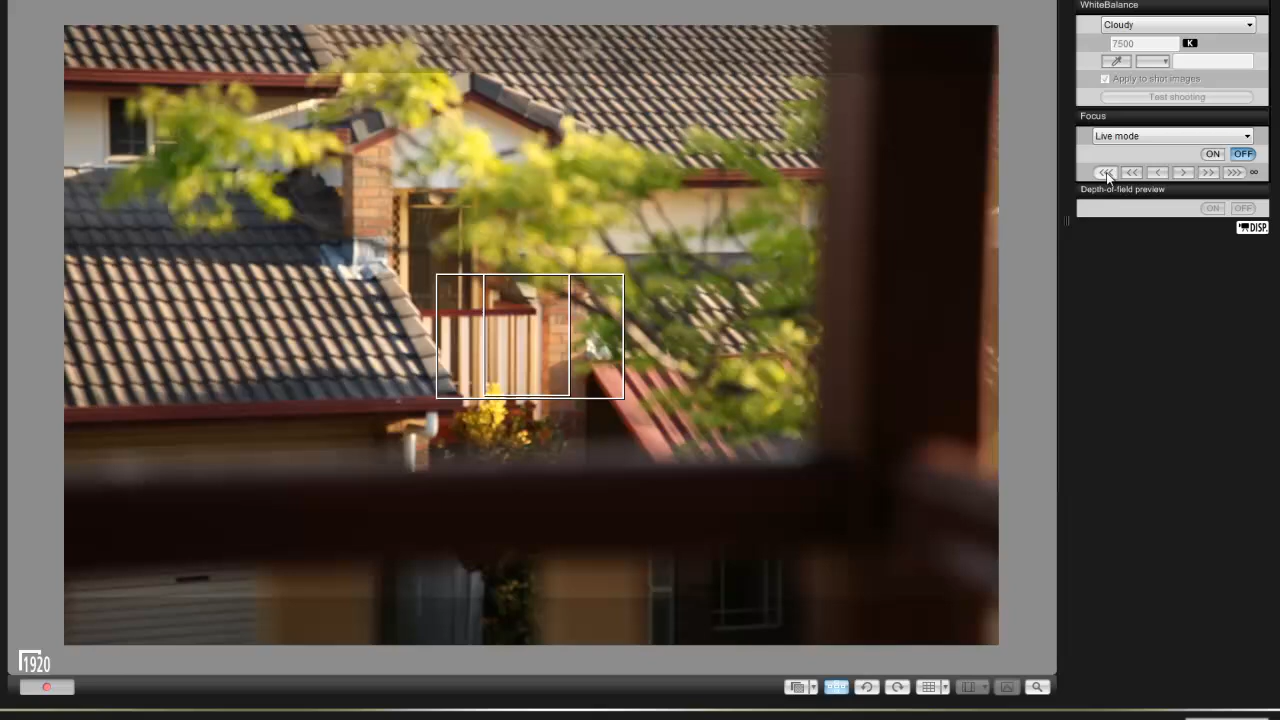 WhiteBalance
Cloudy
7500 K
Apply to shot images
Test shooting
Focus
Live mode
ON OFF
<<< << < > >> >>> ∞
Depth-of-field preview
ON OFF
DISP.
1920